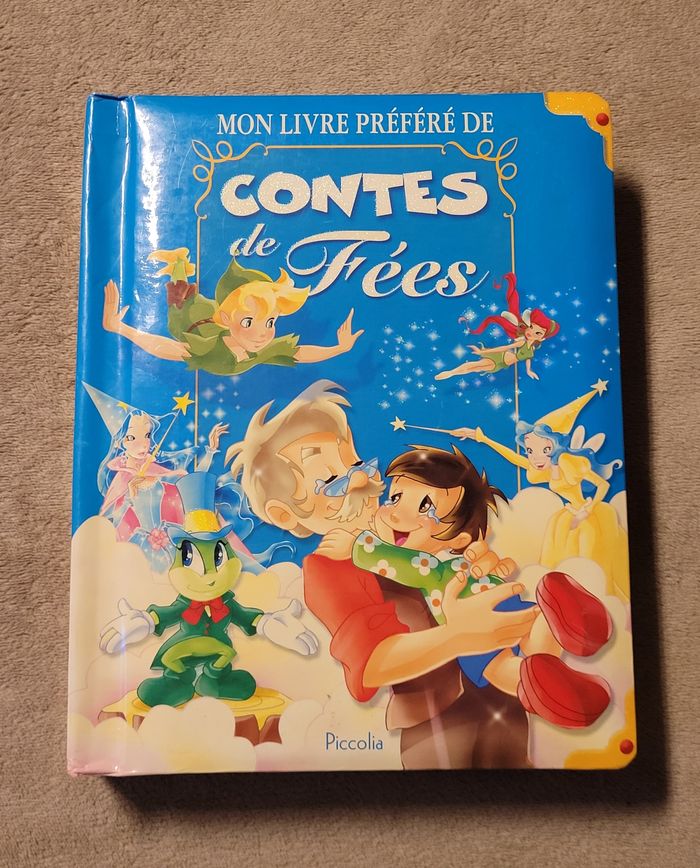 MON LIVRE PRÉFÉRÉ DE
CONTES
de Fées
Piccolia